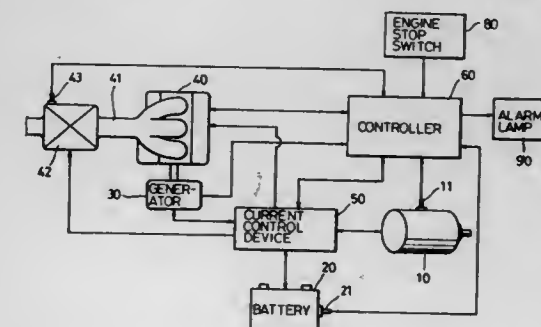 ENGINE
STOP
SWITCH
80
43
41
40
60
CONTROLLER
ALARM
LAMP
90
42
30
GENER-
ATOR
50
CURRENT
CONTROL
DEVICE
11
10
20
21
BATTERY